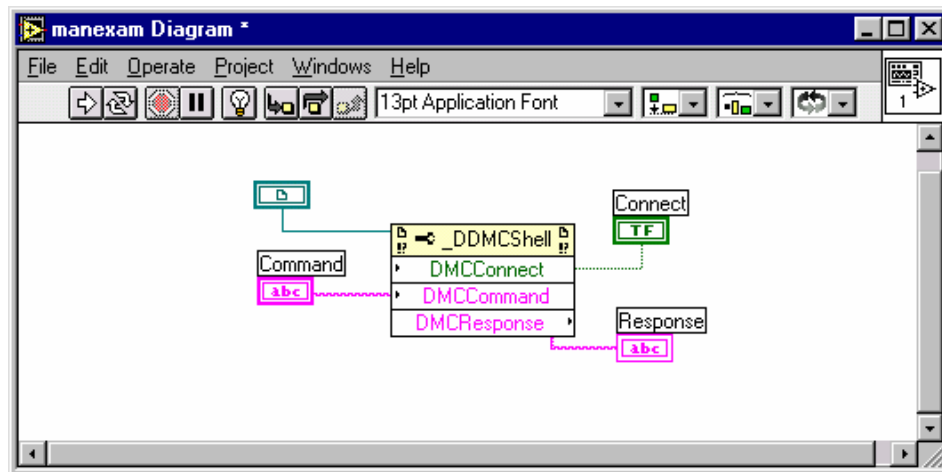 manexam Diagram *
File Edit Operate Project Windows Help
13pt Application Font
1
Connect
TF
_DDMCShell
Command
DMCConnect
abc
DMCCommand
DMCResponse
Response
abc